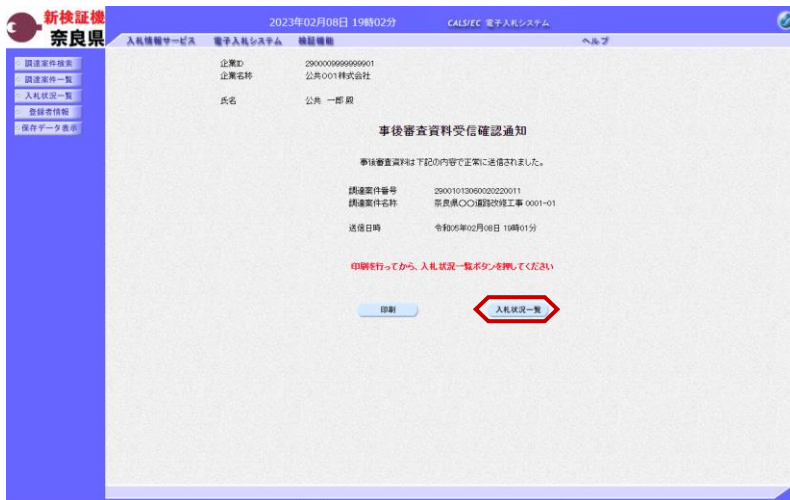 新検証機
奈良県
2023年02月08日 19時02分
CALS/EC 電子入札システム
入札情報サービス
電子入札システム
検証機能
ヘルプ
調達案件検索
調達案件一覧
入札状況一覧
登録者情報
保存データ表示
企業ID 2900009999999901
企業名称 公共001株式会社
氏名 公共 一郎 殿
事後審査資料受信確認通知
事後審査資料は下記の内容で正常に送信されました。
調達案件番号 29001013060020220011
調達案件名称 奈良県〇〇道路改修工事 0001-01
送信日時 令和05年02月08日 19時01分
印刷を行ってから、入札状況一覧ボタンを押してください
印刷
入札状況一覧